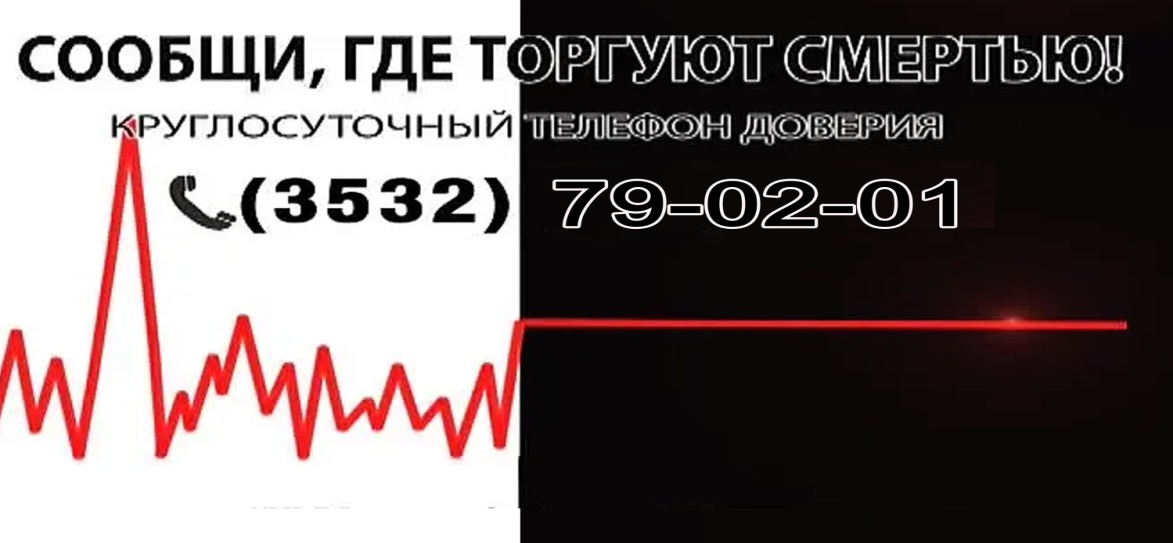 СООБЩИ, ГДЕ ТОРГУЮТ СМЕРТЬЮ!
КРУГЛОСУТОЧНЫЙ ТЕЛЕФОН ДОВЕРИЯ
(3532) 79-02-01